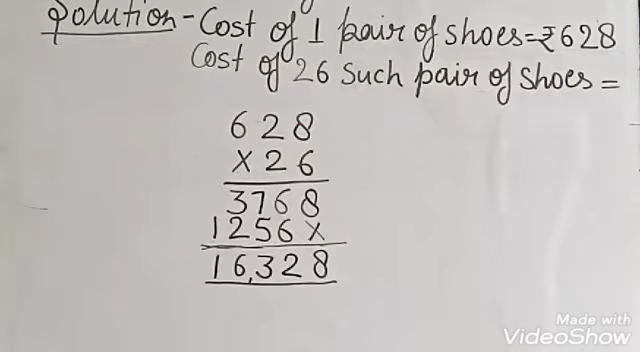 Solution - Cost of 1 pair of shoes = ₹628
Cost of 26 such pair of shoes =
628
×26
3768
1256×
16,328
Made with
VideoShow